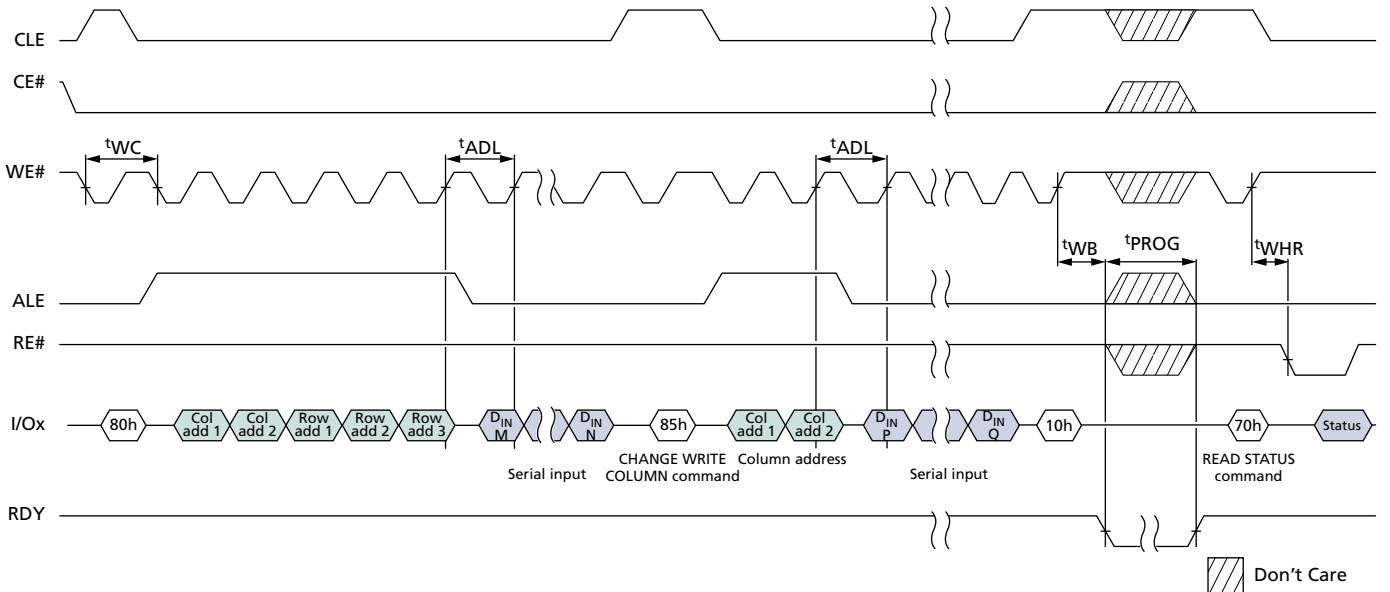 CLE
CE#
tWC
tADL
tADL
WE#
tWB
tPROG
tWHR
ALE
RE#
I/Ox
80h
Col add 1
Col add 2
Row add 1
Row add 2
Row add 3
DIN M
DIN N
85h
Col add 1
Col add 2
DIN P
DIN Q
10h
70h
Status
Serial input
CHANGE WRITE
COLUMN command
Column address
Serial input
READ STATUS
command
RDY
Don't Care